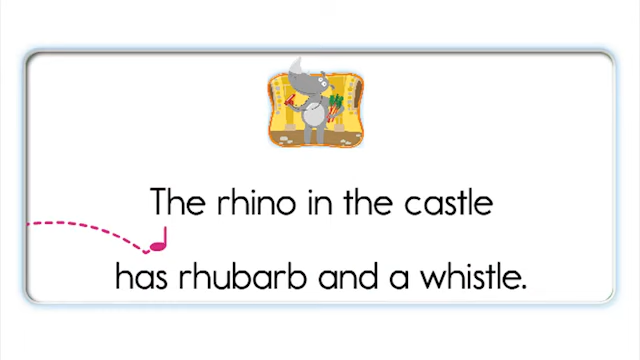 The rhino in the castle
has rhubarb and a whistle.